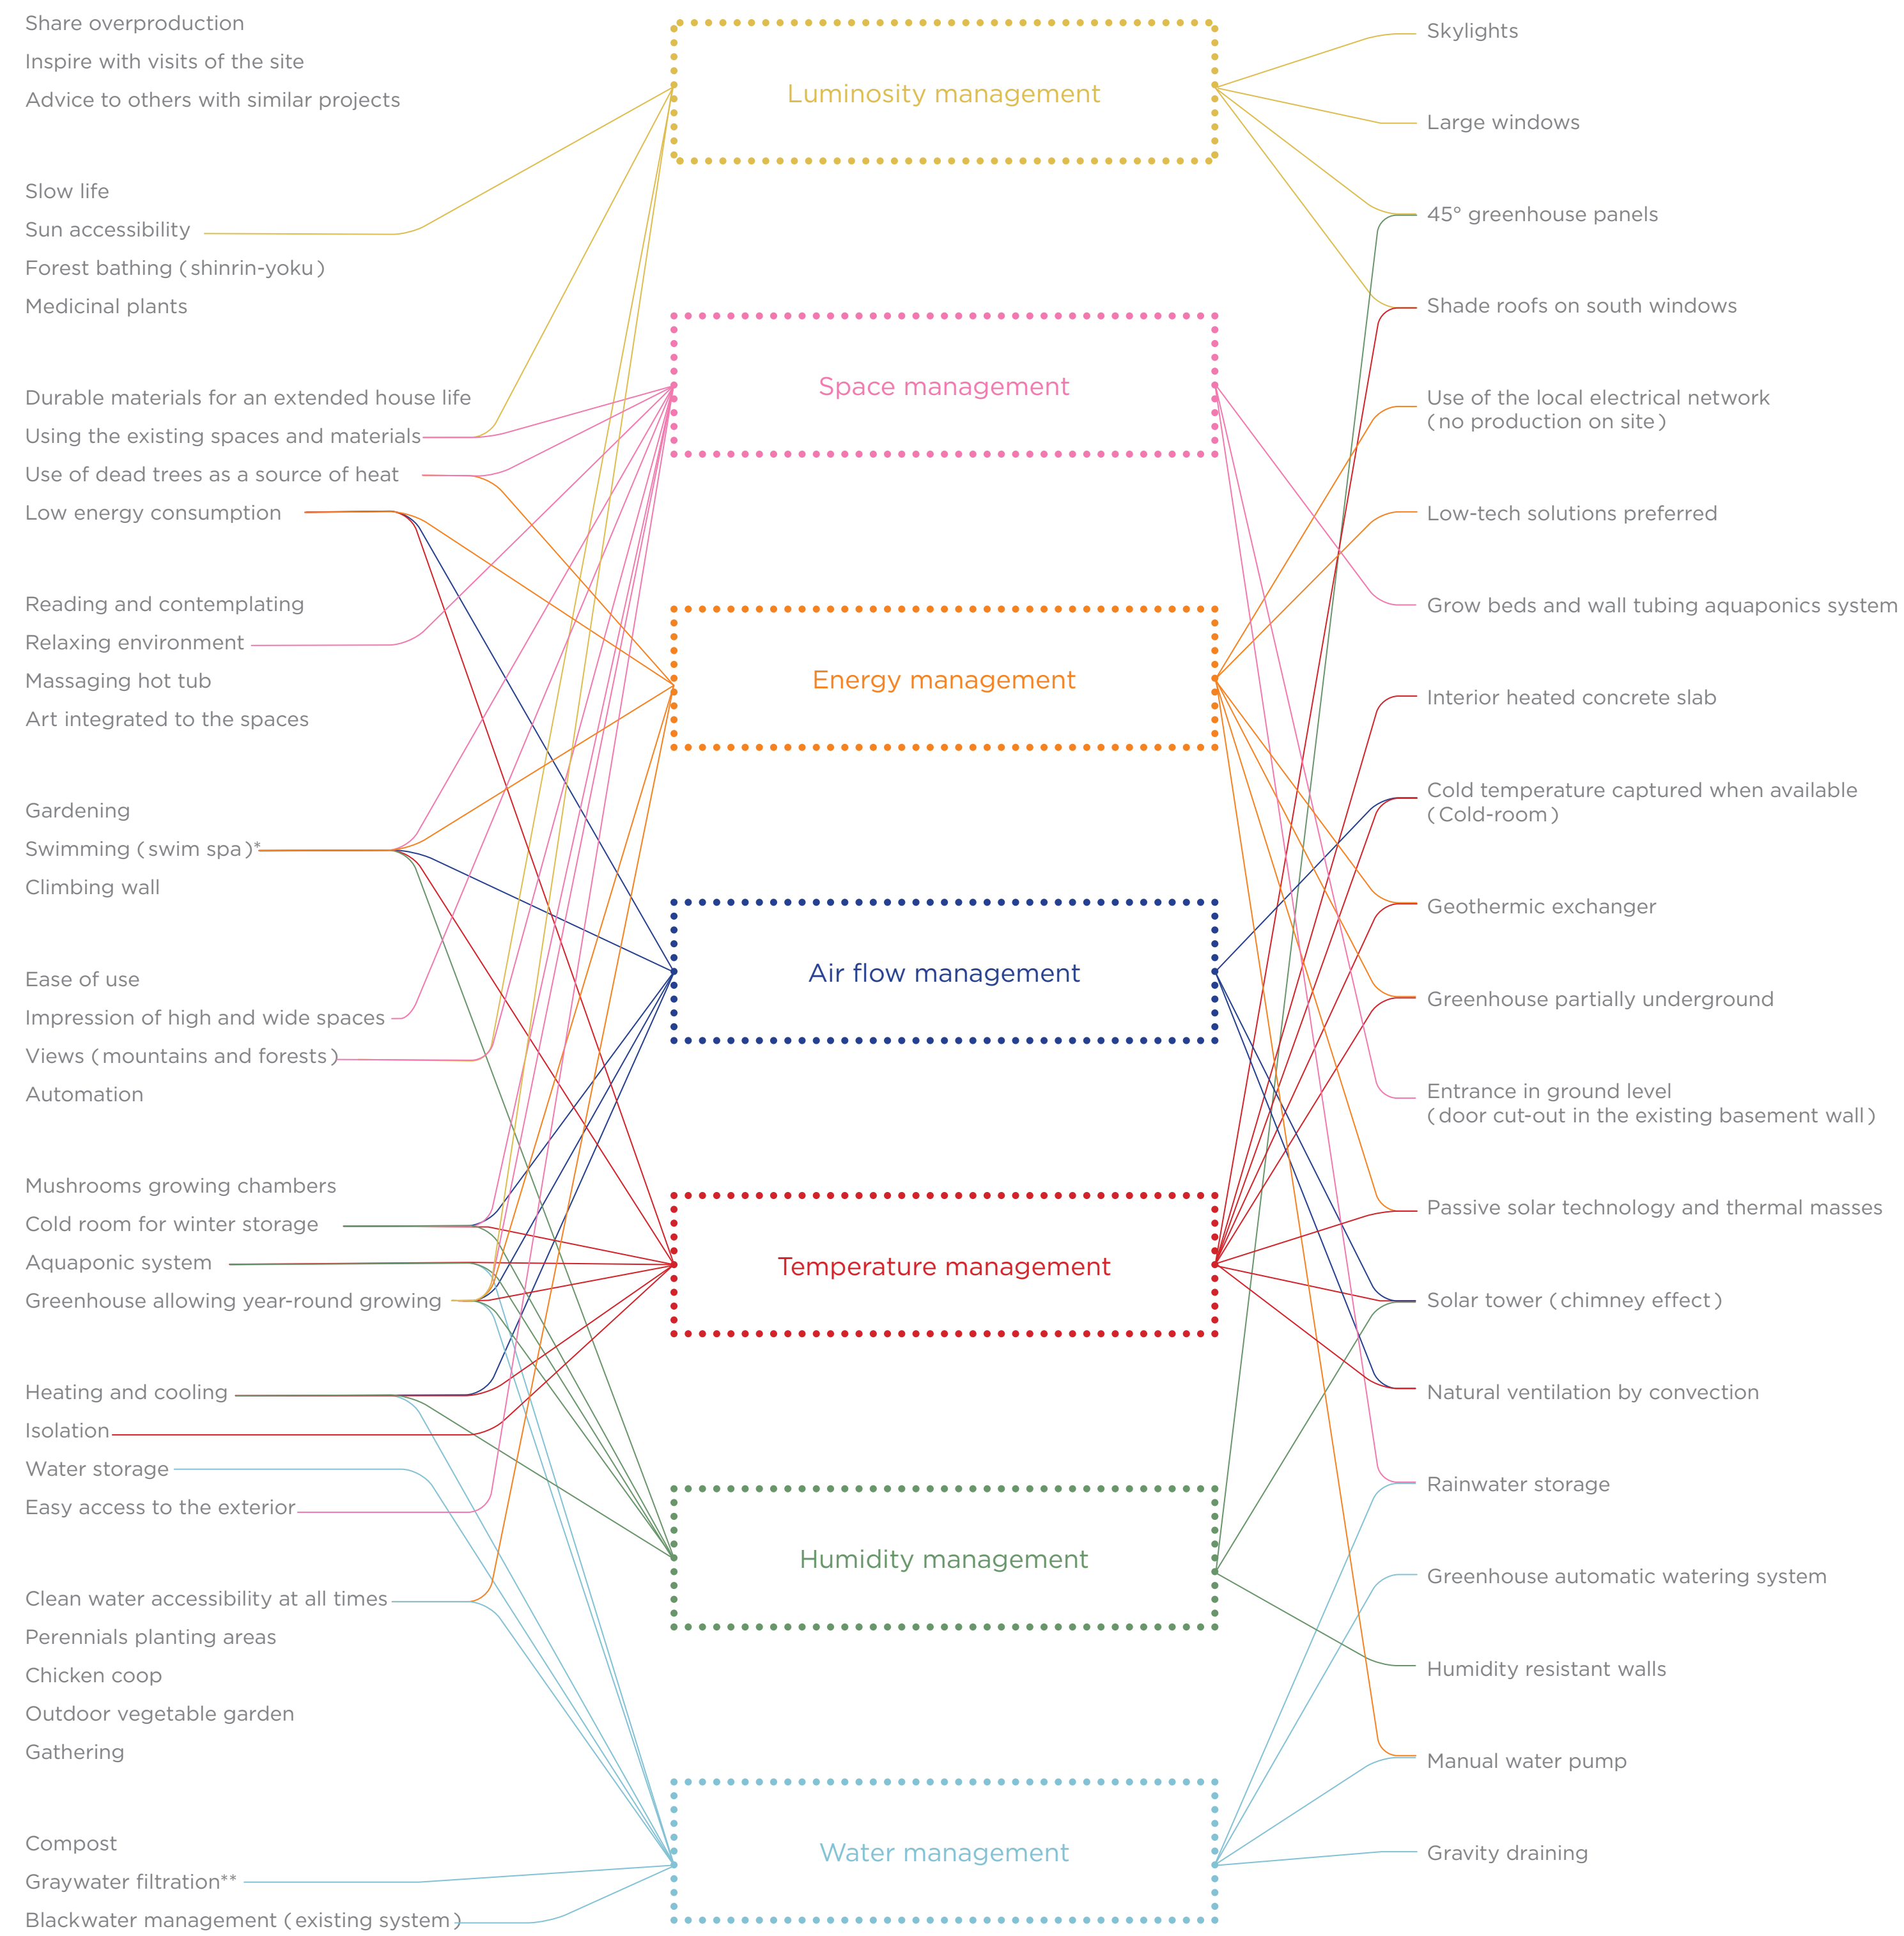 Share overproduction
Inspire with visits of the site
Advice to others with similar projects
Slow life
Sun accessibility
Forest bathing (shinrin-yoku)
Medicinal plants
Durable materials for an extended house life
Using the existing spaces and materials
Use of dead trees as a source of heat
Low energy consumption
Reading and contemplating
Relaxing environment
Massaging hot tub
Art integrated to the spaces
Gardening
Swimming (swim spa)*
Climbing wall
Ease of use
Impression of high and wide spaces
Views (mountains and forests)
Automation
Mushrooms growing chambers
Cold room for winter storage
Aquaponic system
Greenhouse allowing year-round growing
Heating and cooling
Isolation
Water storage
Easy access to the exterior
Clean water accessibility at all times
Perennials planting areas
Chicken coop
Outdoor vegetable garden
Gathering
Compost
Graywater filtration**
Blackwater management (existing system)
Luminosity management
Space management
Energy management
Air flow management
Temperature management
Humidity management
Water management
Skylights
Large windows
45° greenhouse panels
Shade roofs on south windows
Use of the local electrical network
(no production on site)
Low-tech solutions preferred
Grow beds and wall tubing aquaponics system
Interior heated concrete slab
Cold temperature captured when available
(Cold-room)
Geothermic exchanger
Greenhouse partially underground
Entrance in ground level
(door cut-out in the existing basement wall)
Passive solar technology and thermal masses
Solar tower (chimney effect)
Natural ventilation by convection
Rainwater storage
Greenhouse automatic watering system
Humidity resistant walls
Manual water pump
Gravity draining